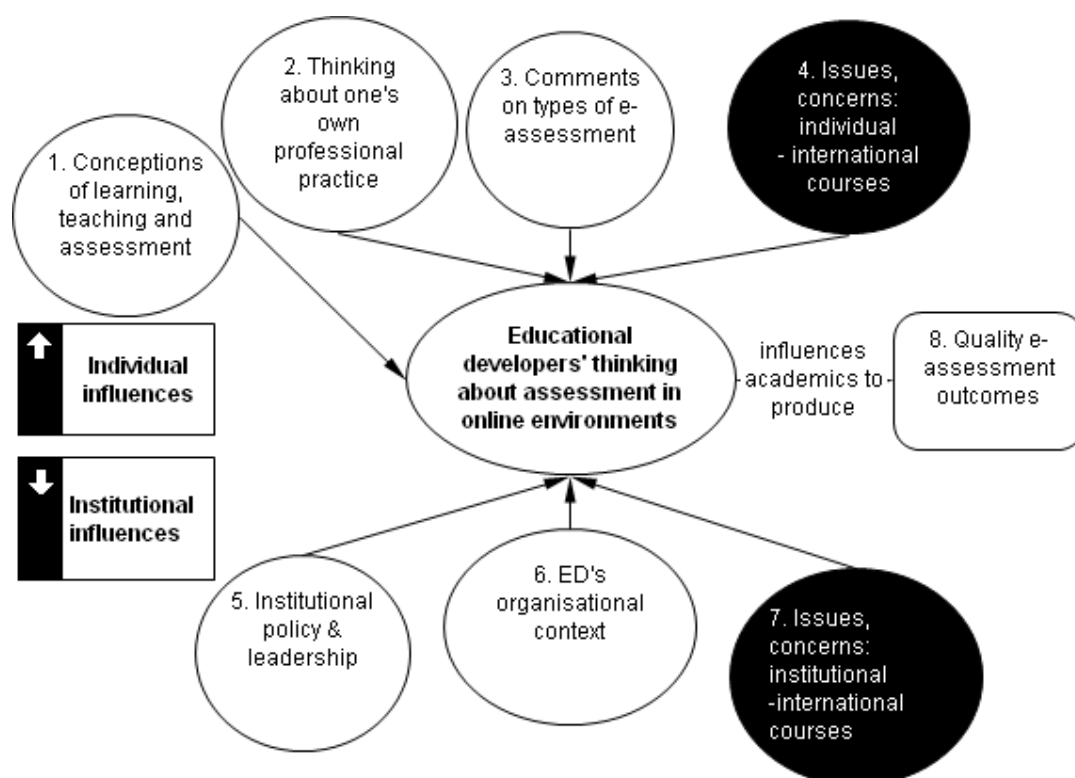 1. Conceptions
of learning,
teaching and
assessment
2. Thinking
about one's
own
professional
practice
3. Comments
on types of e-
assessment
4. Issues,
concerns:
individual
- international
courses
Individual
influences
Institutional
influences
Educational
developers' thinking
about assessment in
online environments
influences
academics to
produce
8. Quality e-
assessment
outcomes
5. Institutional
policy &
leadership
6. ED's
organisational
context
7. Issues,
concerns:
institutional
-international
courses